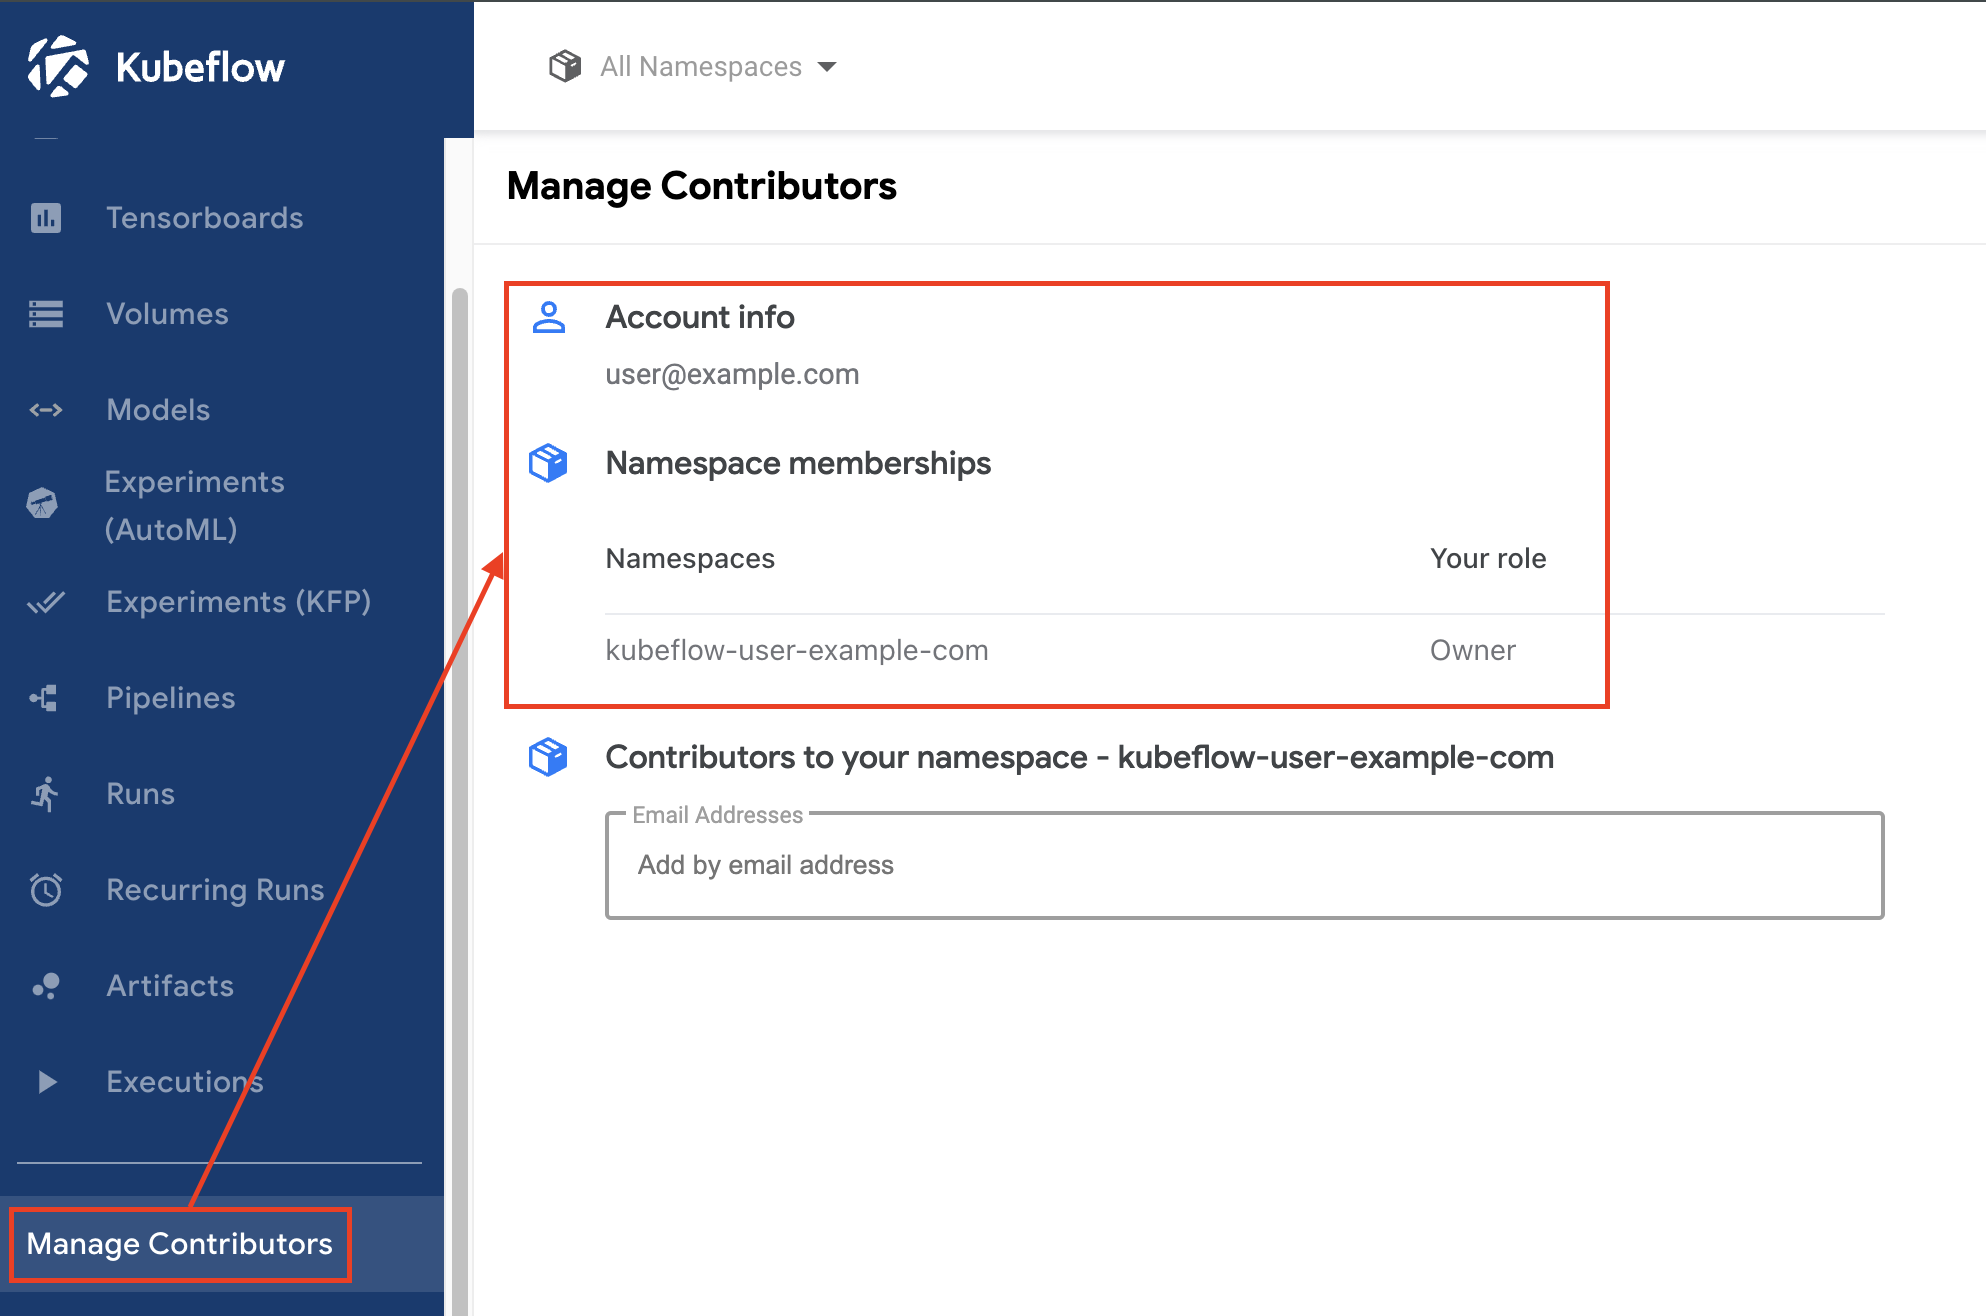 Kubeflow
All Namespaces
Tensorboards
Volumes
Models
Experiments
(AutoML)
Experiments (KFP)
Pipelines
Runs
Recurring Runs
Artifacts
Executions
Manage Contributors
Manage Contributors
Account info
user@example.com
Namespace memberships
Namespaces Your role
kubeflow-user-example-com Owner
Contributors to your namespace - kubeflow-user-example-com
Email Addresses
Add by email address